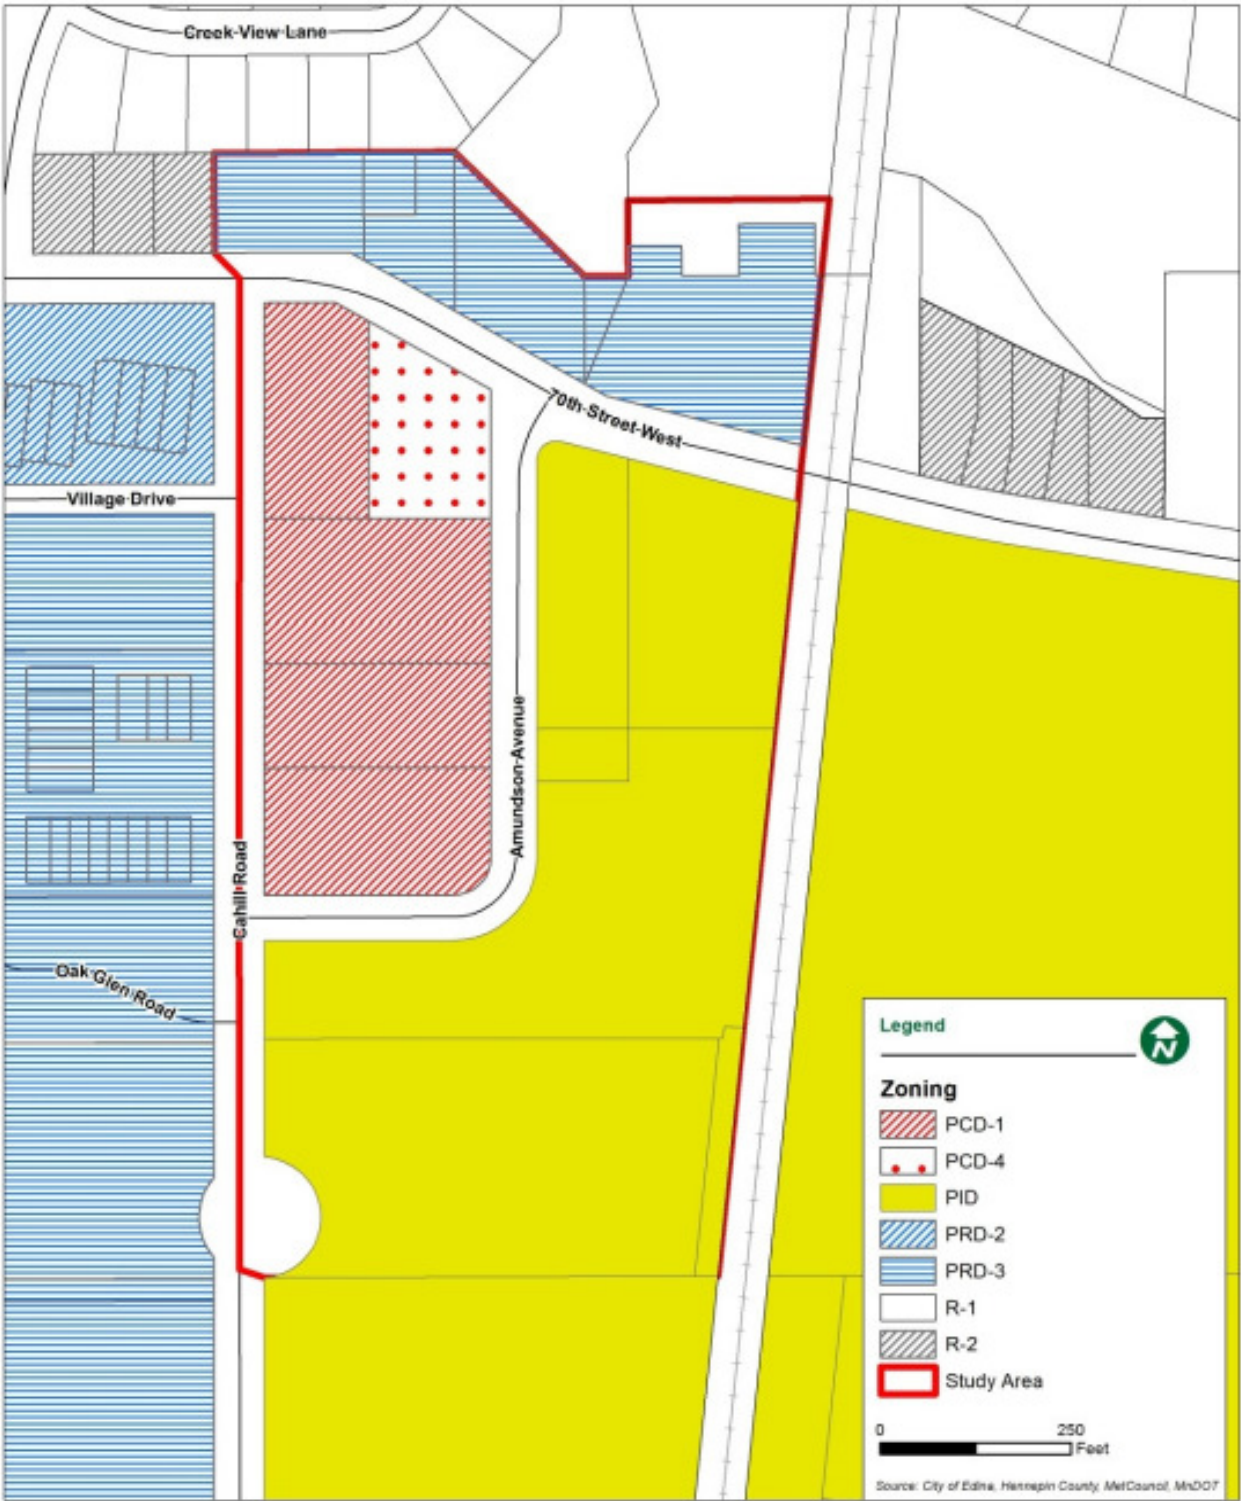 Creek View Lane
70th Street West
Village Drive
Amundson Avenue
Cahill Road
Oak Glen Road
Legend
N
Zoning
PCD-1
PCD-4
PID
PRD-2
PRD-3
R-1
R-2
Study Area
0 250
Feet
Source: City of Edina, Hennepin County, MetCouncil, MnDOT